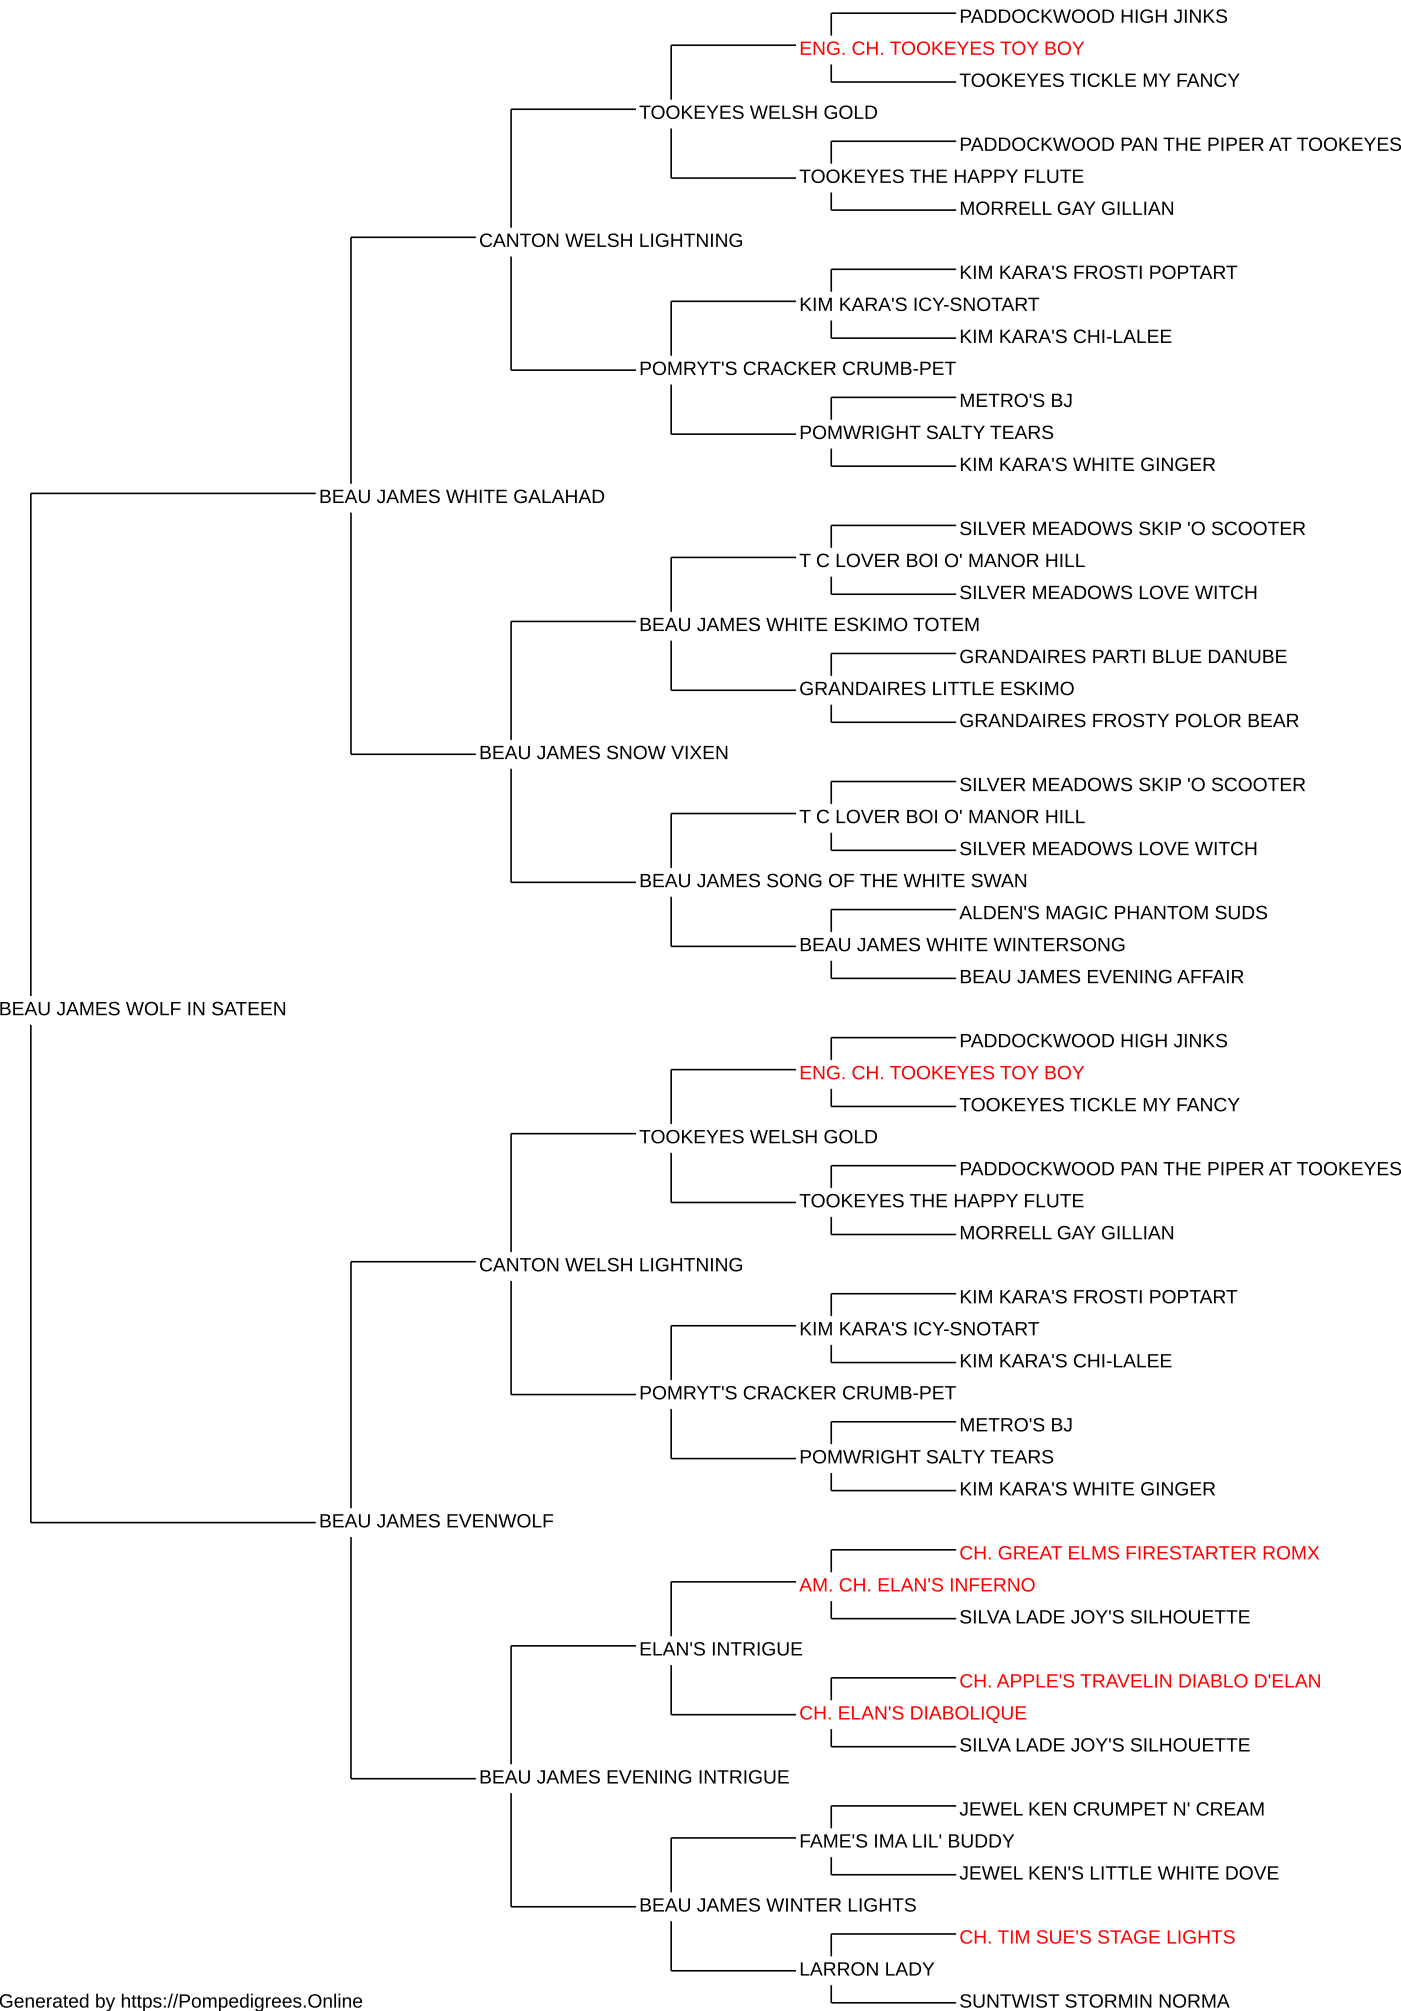 PADDOCKWOOD HIGH JINKS
ENG. CH. TOOKEYES TOY BOY
TOOKEYES TICKLE MY FANCY
TOOKEYES WELSH GOLD
PADDOCKWOOD PAN THE PIPER AT TOOKEYES
TOOKEYES THE HAPPY FLUTE
MORRELL GAY GILLIAN
CANTON WELSH LIGHTNING
KIM KARA'S FROSTI POPTART
KIM KARA'S ICY-SNOTART
KIM KARA'S CHI-LALEE
POMRYT'S CRACKER CRUMB-PET
METRO'S BJ
POMWRIGHT SALTY TEARS
KIM KARA'S WHITE GINGER
BEAU JAMES WHITE GALAHAD
SILVER MEADOWS SKIP 'O SCOOTER
T C LOVER BOI O' MANOR HILL
SILVER MEADOWS LOVE WITCH
BEAU JAMES WHITE ESKIMO TOTEM
GRANDAIRES PARTI BLUE DANUBE
GRANDAIRES LITTLE ESKIMO
GRANDAIRES FROSTY POLOR BEAR
BEAU JAMES SNOW VIXEN
SILVER MEADOWS SKIP 'O SCOOTER
T C LOVER BOI O' MANOR HILL
SILVER MEADOWS LOVE WITCH
BEAU JAMES SONG OF THE WHITE SWAN
ALDEN'S MAGIC PHANTOM SUDS
BEAU JAMES WHITE WINTERSONG
BEAU JAMES EVENING AFFAIR
BEAU JAMES WOLF IN SATEEN
PADDOCKWOOD HIGH JINKS
ENG. CH. TOOKEYES TOY BOY
TOOKEYES TICKLE MY FANCY
TOOKEYES WELSH GOLD
PADDOCKWOOD PAN THE PIPER AT TOOKEYES
TOOKEYES THE HAPPY FLUTE
MORRELL GAY GILLIAN
CANTON WELSH LIGHTNING
KIM KARA'S FROSTI POPTART
KIM KARA'S ICY-SNOTART
KIM KARA'S CHI-LALEE
POMRYT'S CRACKER CRUMB-PET
METRO'S BJ
POMWRIGHT SALTY TEARS
KIM KARA'S WHITE GINGER
BEAU JAMES EVENWOLF
CH. GREAT ELMS FIRESTARTER ROMX
AM. CH. ELAN'S INFERNO
SILVA LADE JOY'S SILHOUETTE
ELAN'S INTRIGUE
CH. APPLE'S TRAVELIN DIABLO D'ELAN
CH. ELAN'S DIABOLIQUE
SILVA LADE JOY'S SILHOUETTE
BEAU JAMES EVENING INTRIGUE
JEWEL KEN CRUMPET N' CREAM
FAME'S IMA LIL' BUDDY
JEWEL KEN'S LITTLE WHITE DOVE
BEAU JAMES WINTER LIGHTS
CH. TIM SUE'S STAGE LIGHTS
LARRON LADY
SUNTWIST STORMIN NORMA
Generated by https://Pompedigrees.Online